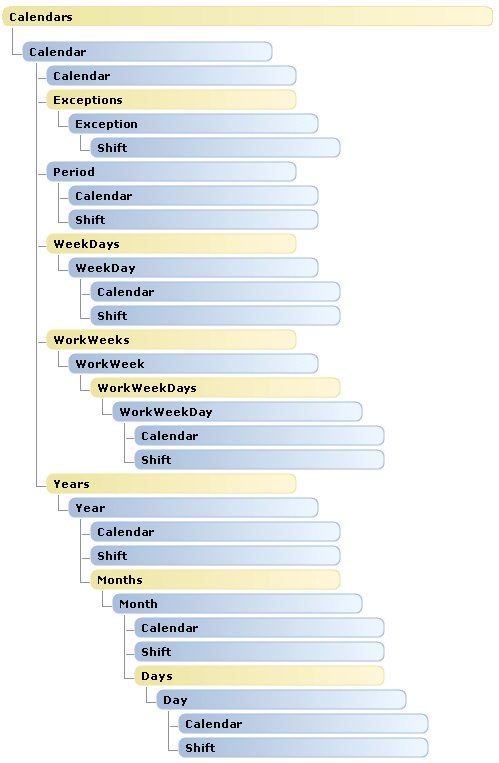 Calendars
Calendar
Calendar
Exceptions
Exception
Shift
Period
Calendar
Shift
WeekDays
WeekDay
Calendar
Shift
WorkWeeks
WorkWeek
WorkWeekDays
WorkWeekDay
Calendar
Shift
Years
Year
Calendar
Shift
Months
Month
Calendar
Shift
Days
Day
Calendar
Shift